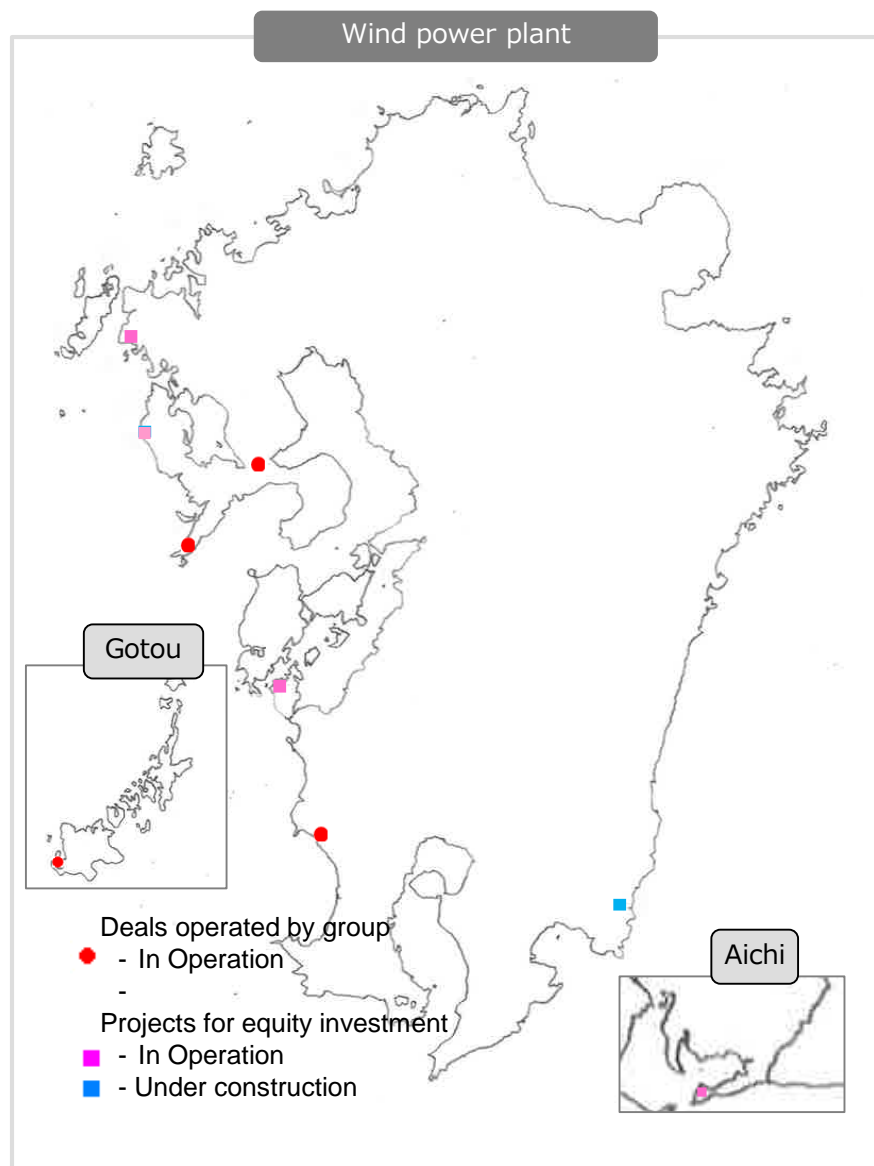 Wind power plant
Gotou
Deals operated by group
- In Operation
-
Projects for equity investment
- In Operation
- Under construction
Aichi